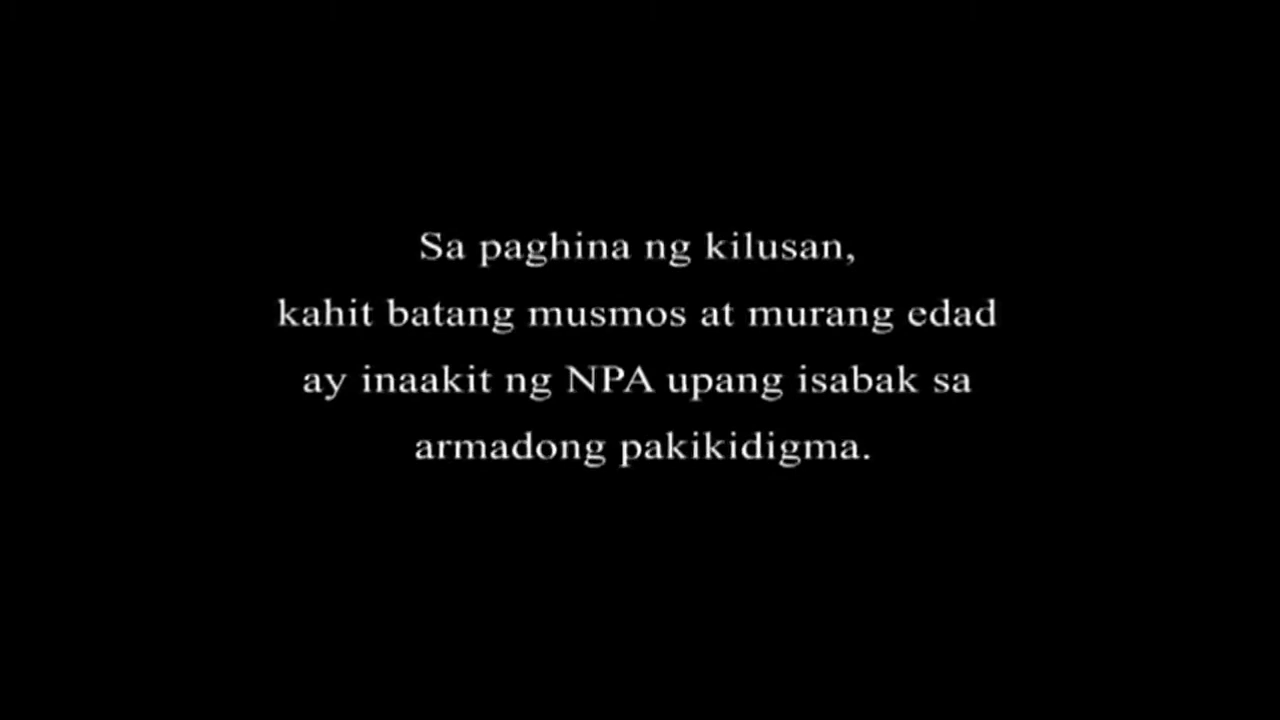 Sa paghina ng kilusan,
kahit batang musmos at murang edad
ay inaakit ng NPA upang isabak sa
armadong pakikidigma.